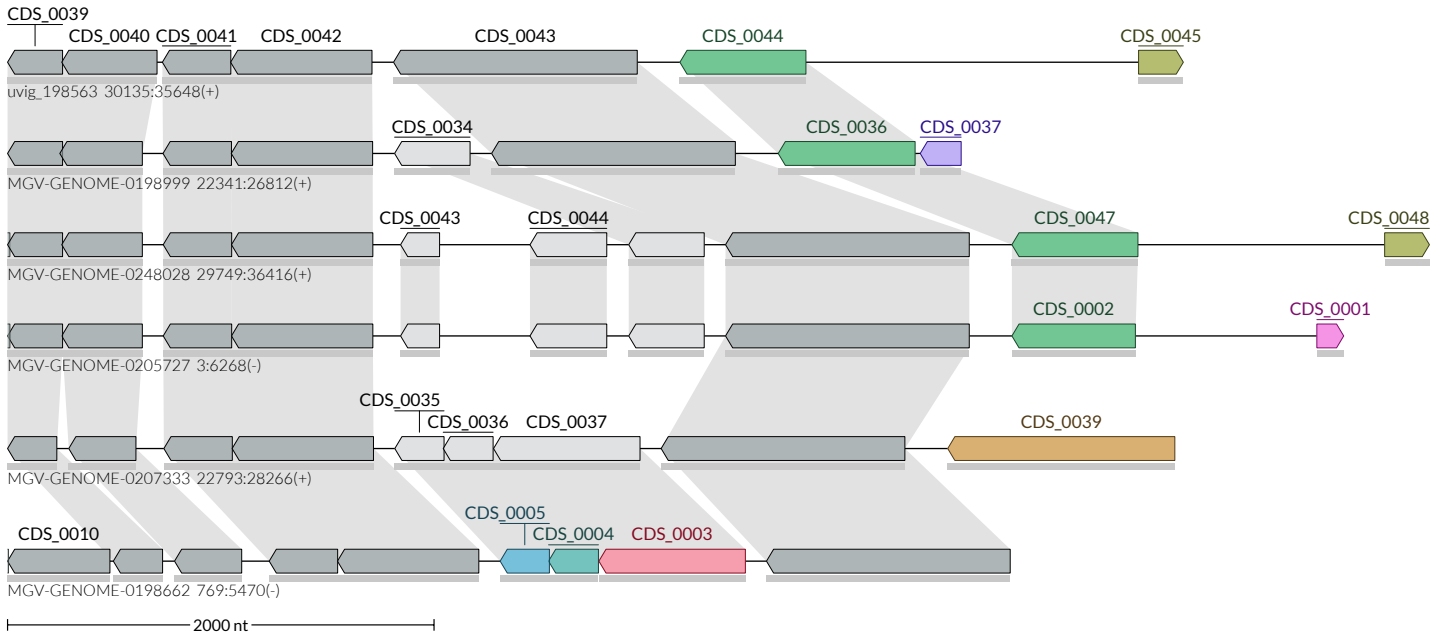 CDS_0039
CDS_0040 CDS_0041 CDS_0042 CDS_0043 CDS_0044 CDS_0045
uvig_198563 30135:35648(+)
CDS_0034 CDS_0036 CDS_0037
MGV-GENOME-0198999 22341:26812(+)
CDS_0043 CDS_0044 CDS_0047 CDS_0048
MGV-GENOME-0248028 29749:36416(+)
CDS_0002 CDS_0001
MGV-GENOME-0205727 3:6268(-)
CDS_0035
CDS_0036 CDS_0037 CDS_0039
MGV-GENOME-0207333 22793:28266(+)
CDS_0005
CDS_0010 CDS_0004 CDS_0003
MGV-GENOME-0198662 769:5470(-)
2000 nt